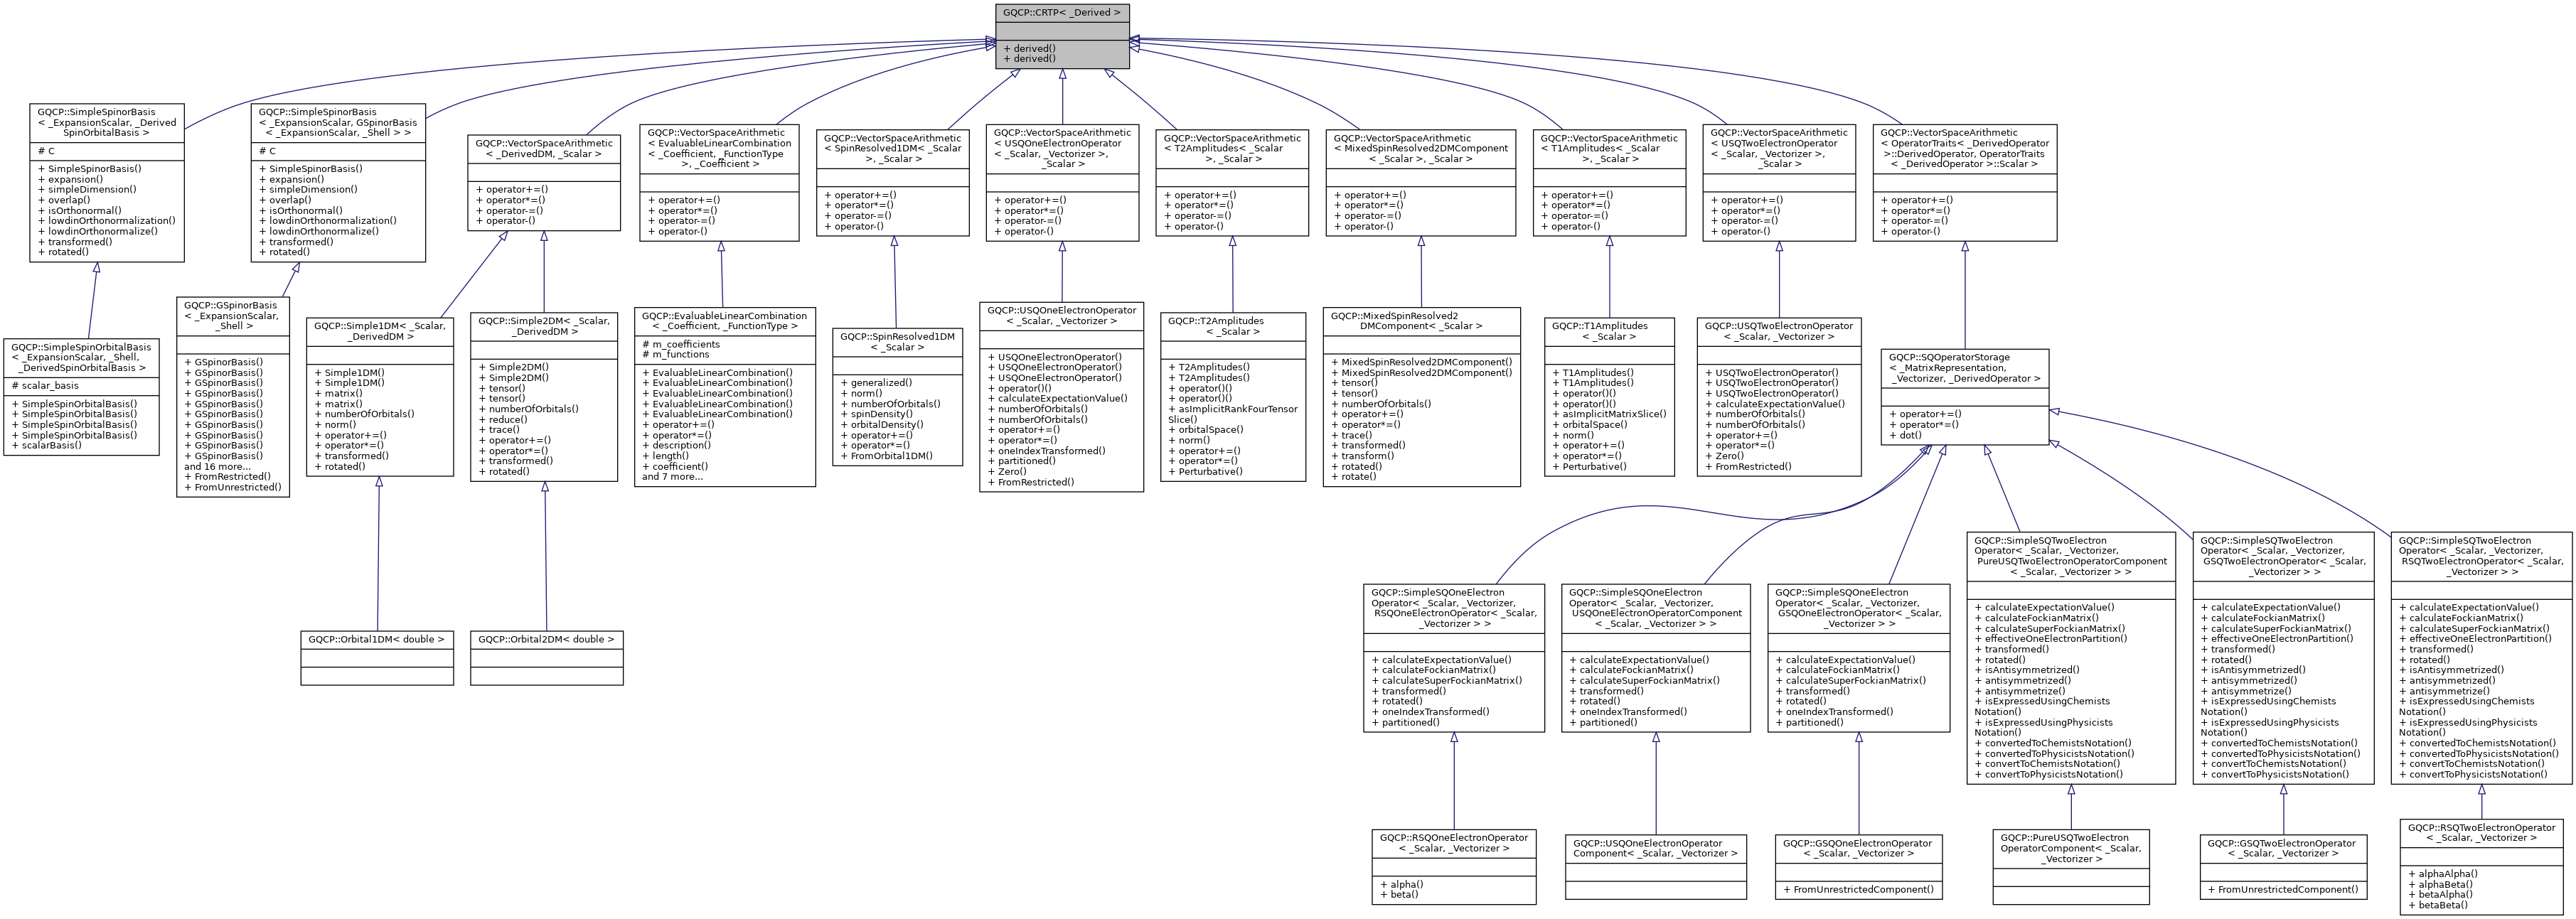 GQCP::CRTP< _Derived >
+ derived()
+ derived()
GQCP::SimpleSpinorBasis
< _ExpansionScalar, _Derived
SpinOrbitalBasis >
# C
+ SimpleSpinorBasis()
+ expansion()
+ simpleDimension()
+ overlap()
+ isOrthonormal()
+ lowdinOrthonormalization()
+ lowdinOrthonormalize()
+ transformed()
+ rotated()
GQCP::SimpleSpinorBasis
< _ExpansionScalar, GSpinorBasis
< _ExpansionScalar, _Shell > >
# C
+ SimpleSpinorBasis()
+ expansion()
+ simpleDimension()
+ overlap()
+ isOrthonormal()
+ lowdinOrthonormalization()
+ lowdinOrthonormalize()
+ transformed()
+ rotated()
GQCP::VectorSpaceArithmetic
< _DerivedDM, _Scalar >
+ operator+=()
+ operator*=()
+ operator-=()
+ operator-()
GQCP::VectorSpaceArithmetic
< EvaluableLinearCombination
< _Coefficient, _FunctionType
>, _Coefficient >
+ operator+=()
+ operator*=()
+ operator-=()
+ operator-()
GQCP::VectorSpaceArithmetic
< SpinResolved1DM< _Scalar
>, _Scalar >
+ operator+=()
+ operator*=()
+ operator-=()
+ operator-()
GQCP::VectorSpaceArithmetic
< USQOneElectronOperator
< _Scalar, _Vectorizer >,
_Scalar >
+ operator+=()
+ operator*=()
+ operator-=()
+ operator-()
GQCP::VectorSpaceArithmetic
< T2Amplitudes< _Scalar
>, _Scalar >
+ operator+=()
+ operator*=()
+ operator-=()
+ operator-()
GQCP::VectorSpaceArithmetic
< MixedSpinResolved2DMComponent
< _Scalar >, _Scalar >
+ operator+=()
+ operator*=()
+ operator-=()
+ operator-()
GQCP::VectorSpaceArithmetic
< T1Amplitudes< _Scalar
>, _Scalar >
+ operator+=()
+ operator*=()
+ operator-=()
+ operator-()
GQCP::VectorSpaceArithmetic
< USQTwoElectronOperator
< _Scalar, _Vectorizer >,
_Scalar >
+ operator+=()
+ operator*=()
+ operator-=()
+ operator-()
GQCP::VectorSpaceArithmetic
< OperatorTraits< _DerivedOperator
>::DerivedOperator, OperatorTraits
< _DerivedOperator >::Scalar >
+ operator+=()
+ operator*=()
+ operator-=()
+ operator-()
GQCP::SimpleSpinOrbitalBasis
< _ExpansionScalar, _Shell,
_DerivedSpinOrbitalBasis >
# scalar_basis
+ SimpleSpinOrbitalBasis()
+ SimpleSpinOrbitalBasis()
+ SimpleSpinOrbitalBasis()
+ SimpleSpinOrbitalBasis()
+ scalarBasis()
GQCP::GSpinorBasis
< _ExpansionScalar,
_Shell >
+ GSpinorBasis()
+ GSpinorBasis()
+ GSpinorBasis()
+ GSpinorBasis()
+ GSpinorBasis()
+ GSpinorBasis()
+ GSpinorBasis()
+ GSpinorBasis()
+ GSpinorBasis()
+ GSpinorBasis()
and 16 more...
+ FromRestricted()
+ FromUnrestricted()
GQCP::Simple1DM< _Scalar,
_DerivedDM >
+ Simple1DM()
+ Simple1DM()
+ matrix()
+ matrix()
+ numberOfOrbitals()
+ norm()
+ operator+=()
+ operator*=()
+ transformed()
+ rotated()
GQCP::Simple2DM< _Scalar,
_DerivedDM >
+ Simple2DM()
+ Simple2DM()
+ tensor()
+ tensor()
+ numberOfOrbitals()
+ reduce()
+ trace()
+ operator+=()
+ operator*=()
+ transformed()
+ rotated()
GQCP::EvaluableLinearCombination
< _Coefficient, _FunctionType >
# m_coefficients
# m_functions
+ EvaluableLinearCombination()
+ EvaluableLinearCombination()
+ EvaluableLinearCombination()
+ EvaluableLinearCombination()
+ EvaluableLinearCombination()
+ operator+=()
+ operator*=()
+ description()
+ length()
+ coefficient()
and 7 more...
GQCP::SpinResolved1DM
< _Scalar >
+ generalized()
+ norm()
+ numberOfOrbitals()
+ spinDensity()
+ orbitalDensity()
+ operator+=()
+ operator*=()
+ FromOrbital1DM()
GQCP::USQOneElectronOperator
< _Scalar, _Vectorizer >
+ USQOneElectronOperator()
+ USQOneElectronOperator()
+ USQOneElectronOperator()
+ operator()()
+ calculateExpectationValue()
+ numberOfOrbitals()
+ numberOfOrbitals()
+ operator+=()
+ operator*=()
+ oneIndexTransformed()
+ partitioned()
+ Zero()
+ FromRestricted()
GQCP::T2Amplitudes
< _Scalar >
+ T2Amplitudes()
+ T2Amplitudes()
+ operator()()
+ operator()()
+ asImplicitRankFourTensor
Slice()
+ orbitalSpace()
+ norm()
+ operator+=()
+ operator*=()
+ Perturbative()
GQCP::MixedSpinResolved2
DMComponent< _Scalar >
+ MixedSpinResolved2DMComponent()
+ MixedSpinResolved2DMComponent()
+ tensor()
+ tensor()
+ numberOfOrbitals()
+ operator+=()
+ operator*=()
+ trace()
+ transformed()
+ transform()
+ rotated()
+ rotate()
GQCP::T1Amplitudes
< _Scalar >
+ T1Amplitudes()
+ T1Amplitudes()
+ operator()()
+ operator()()
+ asImplicitMatrixSlice()
+ orbitalSpace()
+ norm()
+ operator+=()
+ operator*=()
+ Perturbative()
GQCP::USQTwoElectronOperator
< _Scalar, _Vectorizer >
+ USQTwoElectronOperator()
+ USQTwoElectronOperator()
+ USQTwoElectronOperator()
+ calculateExpectationValue()
+ numberOfOrbitals()
+ numberOfOrbitals()
+ operator+=()
+ operator*=()
+ Zero()
+ FromRestricted()
GQCP::SQOperatorStorage
< _MatrixRepresentation,
_Vectorizer, _DerivedOperator >
+ operator+=()
+ operator*=()
+ dot()
GQCP::Orbital1DM< double >
GQCP::Orbital2DM< double >
GQCP::SimpleSQOneElectron
Operator< _Scalar, _Vectorizer,
RSQOneElectronOperator< _Scalar,
_Vectorizer > >
+ calculateExpectationValue()
+ calculateFockianMatrix()
+ calculateSuperFockianMatrix()
+ transformed()
+ rotated()
+ oneIndexTransformed()
+ partitioned()
GQCP::SimpleSQOneElectron
Operator< _Scalar, _Vectorizer,
USQOneElectronOperatorComponent
< _Scalar, _Vectorizer > >
+ calculateExpectationValue()
+ calculateFockianMatrix()
+ calculateSuperFockianMatrix()
+ transformed()
+ rotated()
+ oneIndexTransformed()
+ partitioned()
GQCP::SimpleSQOneElectron
Operator< _Scalar, _Vectorizer,
GSQOneElectronOperator< _Scalar,
_Vectorizer > >
+ calculateExpectationValue()
+ calculateFockianMatrix()
+ calculateSuperFockianMatrix()
+ transformed()
+ rotated()
+ oneIndexTransformed()
+ partitioned()
GQCP::SimpleSQTwoElectron
Operator< _Scalar, _Vectorizer,
PureUSQTwoElectronOperatorComponent
< _Scalar, _Vectorizer > >
+ calculateExpectationValue()
+ calculateFockianMatrix()
+ calculateSuperFockianMatrix()
+ effectiveOneElectronPartition()
+ transformed()
+ rotated()
+ isAntisymmetrized()
+ antisymmetrized()
+ antisymmetrize()
+ isExpressedUsingChemists
Notation()
+ isExpressedUsingPhysicists
Notation()
+ convertedToChemistsNotation()
+ convertedToPhysicistsNotation()
+ convertToChemistsNotation()
+ convertToPhysicistsNotation()
GQCP::SimpleSQTwoElectron
Operator< _Scalar, _Vectorizer,
GSQTwoElectronOperator< _Scalar,
_Vectorizer > >
+ calculateExpectationValue()
+ calculateFockianMatrix()
+ calculateSuperFockianMatrix()
+ effectiveOneElectronPartition()
+ transformed()
+ rotated()
+ isAntisymmetrized()
+ antisymmetrized()
+ antisymmetrize()
+ isExpressedUsingChemists
Notation()
+ isExpressedUsingPhysicists
Notation()
+ convertedToChemistsNotation()
+ convertedToPhysicistsNotation()
+ convertToChemistsNotation()
+ convertToPhysicistsNotation()
GQCP::SimpleSQTwoElectron
Operator< _Scalar, _Vectorizer,
RSQTwoElectronOperator< _Scalar,
_Vectorizer > >
+ calculateExpectationValue()
+ calculateFockianMatrix()
+ calculateSuperFockianMatrix()
+ effectiveOneElectronPartition()
+ transformed()
+ rotated()
+ isAntisymmetrized()
+ antisymmetrized()
+ antisymmetrize()
+ isExpressedUsingChemists
Notation()
+ isExpressedUsingPhysicists
Notation()
+ convertedToChemistsNotation()
+ convertedToPhysicistsNotation()
+ convertToChemistsNotation()
+ convertToPhysicistsNotation()
GQCP::RSQOneElectronOperator
< _Scalar, _Vectorizer >
+ alpha()
+ beta()
GQCP::USQOneElectronOperator
Component< _Scalar, _Vectorizer >
GQCP::GSQOneElectronOperator
< _Scalar, _Vectorizer >
+ FromUnrestrictedComponent()
GQCP::PureUSQTwoElectron
OperatorComponent< _Scalar,
_Vectorizer >
GQCP::GSQTwoElectronOperator
< _Scalar, _Vectorizer >
+ FromUnrestrictedComponent()
GQCP::RSQTwoElectronOperator
< _Scalar, _Vectorizer >
+ alphaAlpha()
+ alphaBeta()
+ betaAlpha()
+ betaBeta()